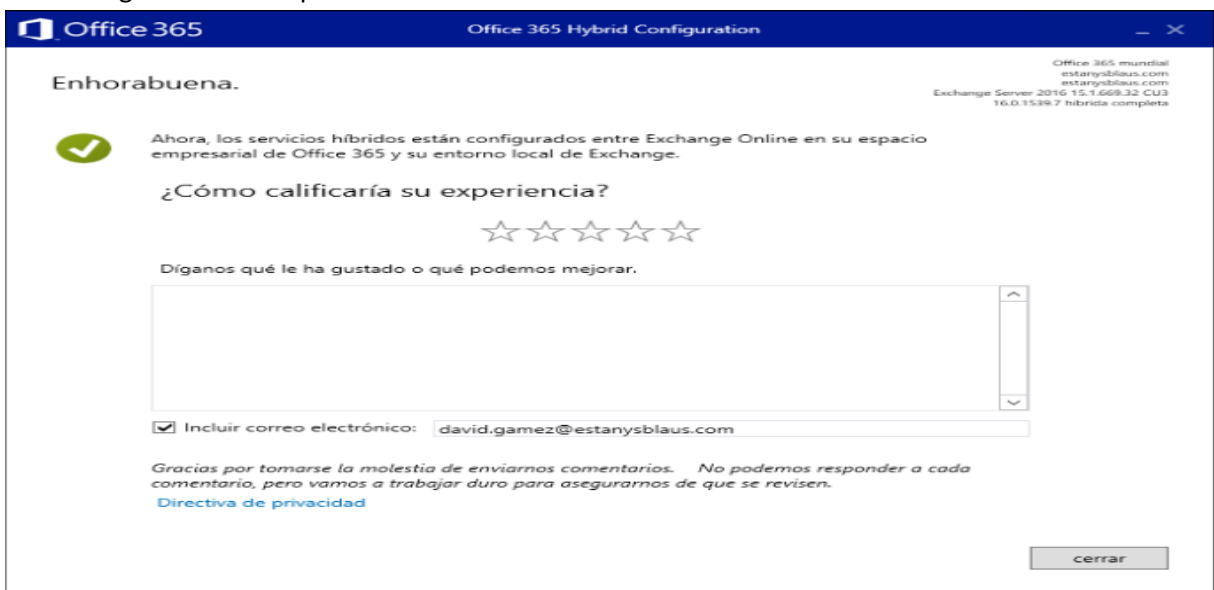 Office 365
Office 365 Hybrid Configuration
Enhorabuena.
Office 365 mundial
estanysblaus.com
estanysblaus.com
Exchange Server 2016 15.1.669.32 CU3
16.0.1539.7 híbrida completa
Ahora, los servicios híbridos están configurados entre Exchange Online en su espacio
empresarial de Office 365 y su entorno local de Exchange.
¿Cómo calificaría su experiencia?
Díganos qué le ha gustado o qué podemos mejorar.
Incluir correo electrónico: david.gamez@estanysblaus.com
Gracias por tomarse la molestia de enviarnos comentarios. No podemos responder a cada
comentario, pero vamos a trabajar duro para asegurarnos de que se revisen.
Directiva de privacidad
cerrar